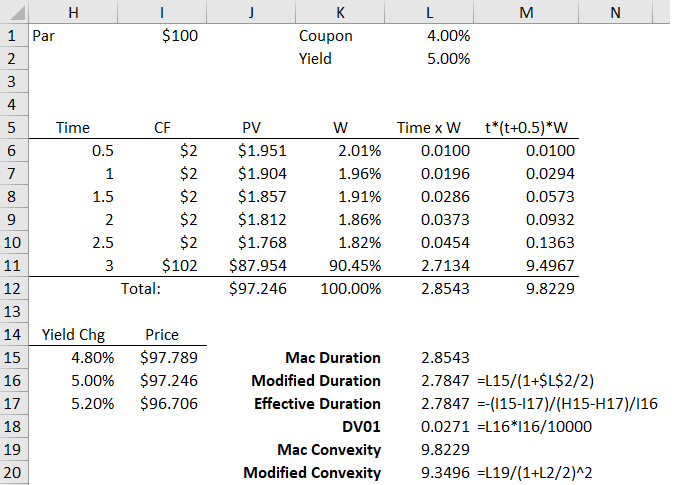 H I J K L M N
1 Par $100 Coupon 4.00%
2 Yield 5.00%
3
4
5 Time CF PV W Time x W t*(t+0.5)*W
6 0.5 $2 $1.951 2.01% 0.0100 0.0100
7 1 $2 $1.904 1.96% 0.0196 0.0294
8 1.5 $2 $1.857 1.91% 0.0286 0.0573
9 2 $2 $1.812 1.86% 0.0373 0.0932
10 2.5 $2 $1.768 1.82% 0.0454 0.1363
11 3 $102 $87.954 90.45% 2.7134 9.4967
12 Total: $97.246 100.00% 2.8543 9.8229
13
14 Yield Chg Price
15 4.80% $97.789 Mac Duration 2.8543
16 5.00% $97.246 Modified Duration 2.7847 =L15/(1+$L$2/2)
17 5.20% $96.706 Effective Duration 2.7847 =-(I15-I17)/(H15-H17)/I16
18 DV01 0.0271 =L16*I16/10000
19 Mac Convexity 9.8229
20 Modified Convexity 9.3496 =L19/(1+L2/2)^2